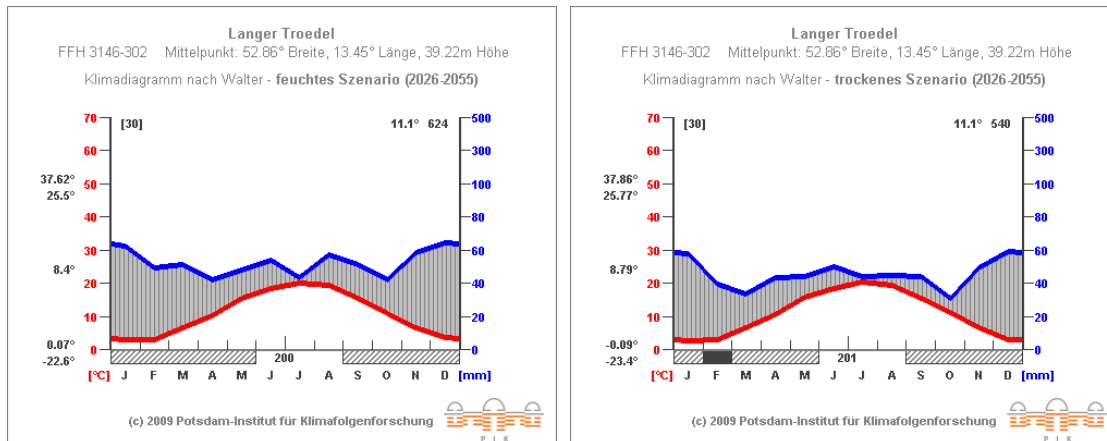 Langer Troedel
FFH 3146-302 Mittelpunkt: 52.86° Breite, 13.45° Länge, 39.22m Höhe
Klimadiagramm nach Walter - feuchtes Szenario (2026-2055)
[30] 11.1° 624
70 500
60 300
37.62°
50 100
25.5°
40 80
30 60
8.4°
20 40
10 20
0.07°
0 0
-22.6°
200
[°C] J F M A M J J A S O N D [mm]
(c) 2009 Potsdam-Institut für Klimafolgenforschung
P I K
Langer Troedel
FFH 3146-302 Mittelpunkt: 52.86° Breite, 13.45° Länge, 39.22m Höhe
Klimadiagramm nach Walter - trockenes Szenario (2026-2055)
[30] 11.1° 540
70 500
60 300
37.86°
50 100
25.77°
40 80
30 60
8.79°
20 40
10 20
-0.09°
0 0
-23.4°
201
[°C] J F M A M J J A S O N D [mm]
(c) 2009 Potsdam-Institut für Klimafolgenforschung
P I K